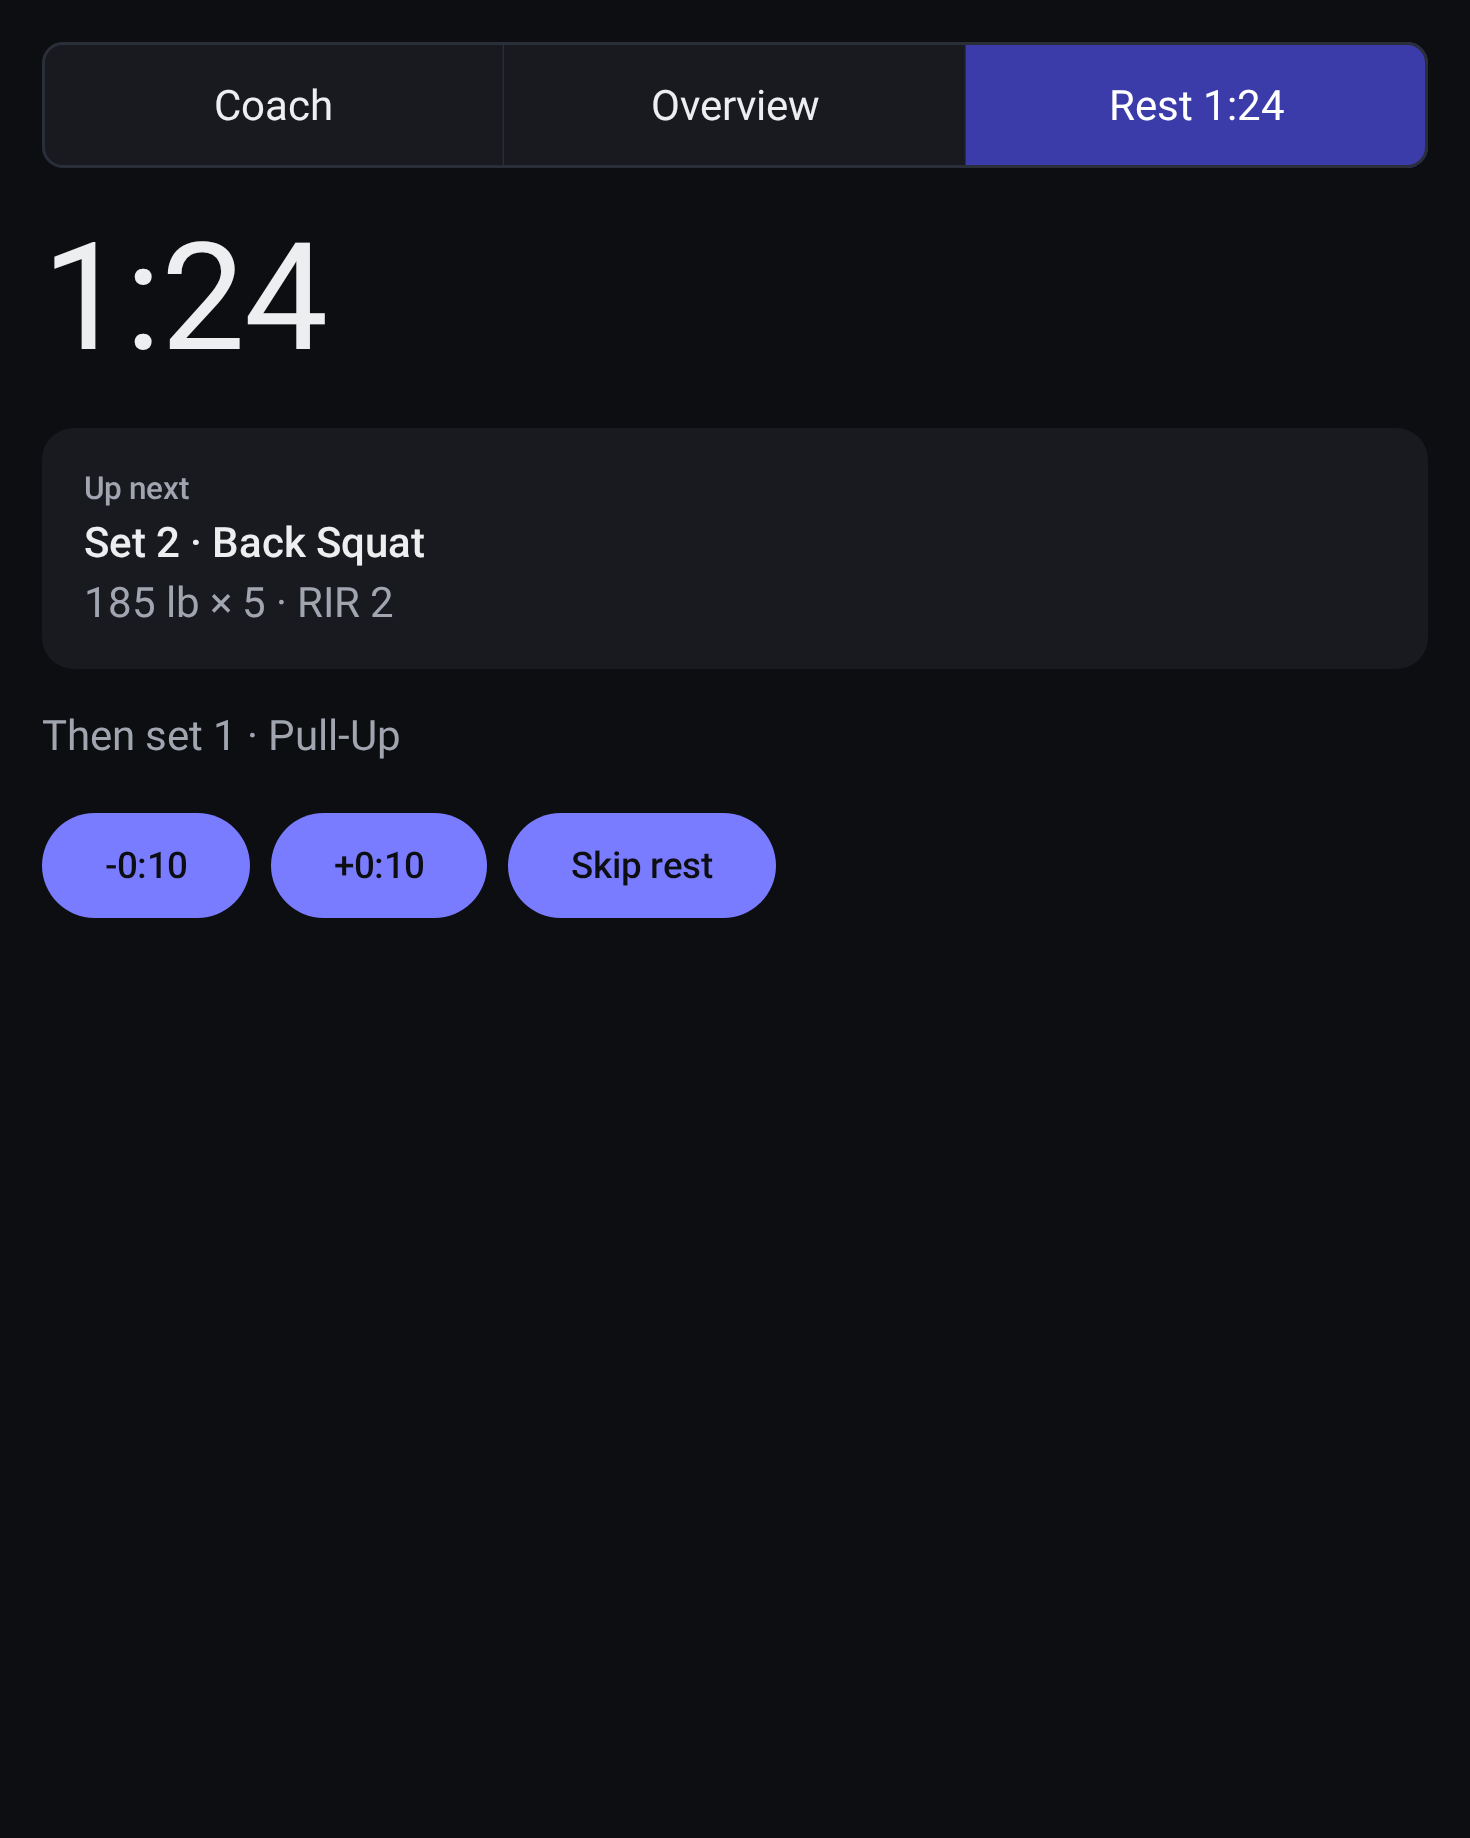 Coach
Overview
Rest 1:24
1:24
Up next
Set 2 · Back Squat
185 lb × 5 · RIR 2
Then set 1 · Pull-Up
-0:10
+0:10
Skip rest